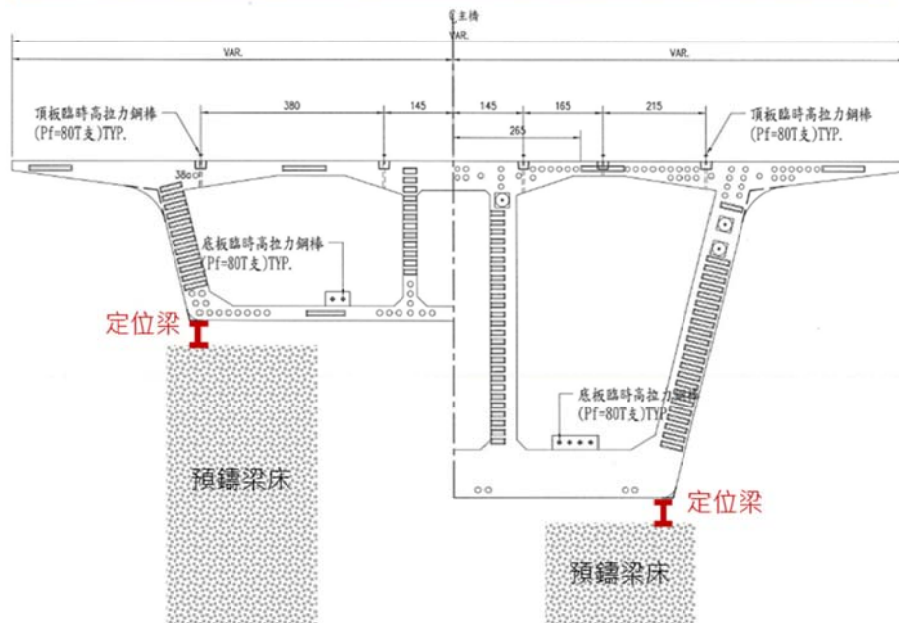 ℄主橋
VAR.
VAR.
VAR.
頂板臨時高拉力鋼棒
(Pf=80T支)TYP.
380
145
145
165
215
265
頂板臨時高拉力鋼棒
(Pf=80T支)TYP.
底板臨時高拉力鋼棒
(Pf=80T支)TYP.
定位梁
預鑄梁床
底板臨時高拉力鋼棒
(Pf=80T支)TYP.
定位梁
預鑄梁床